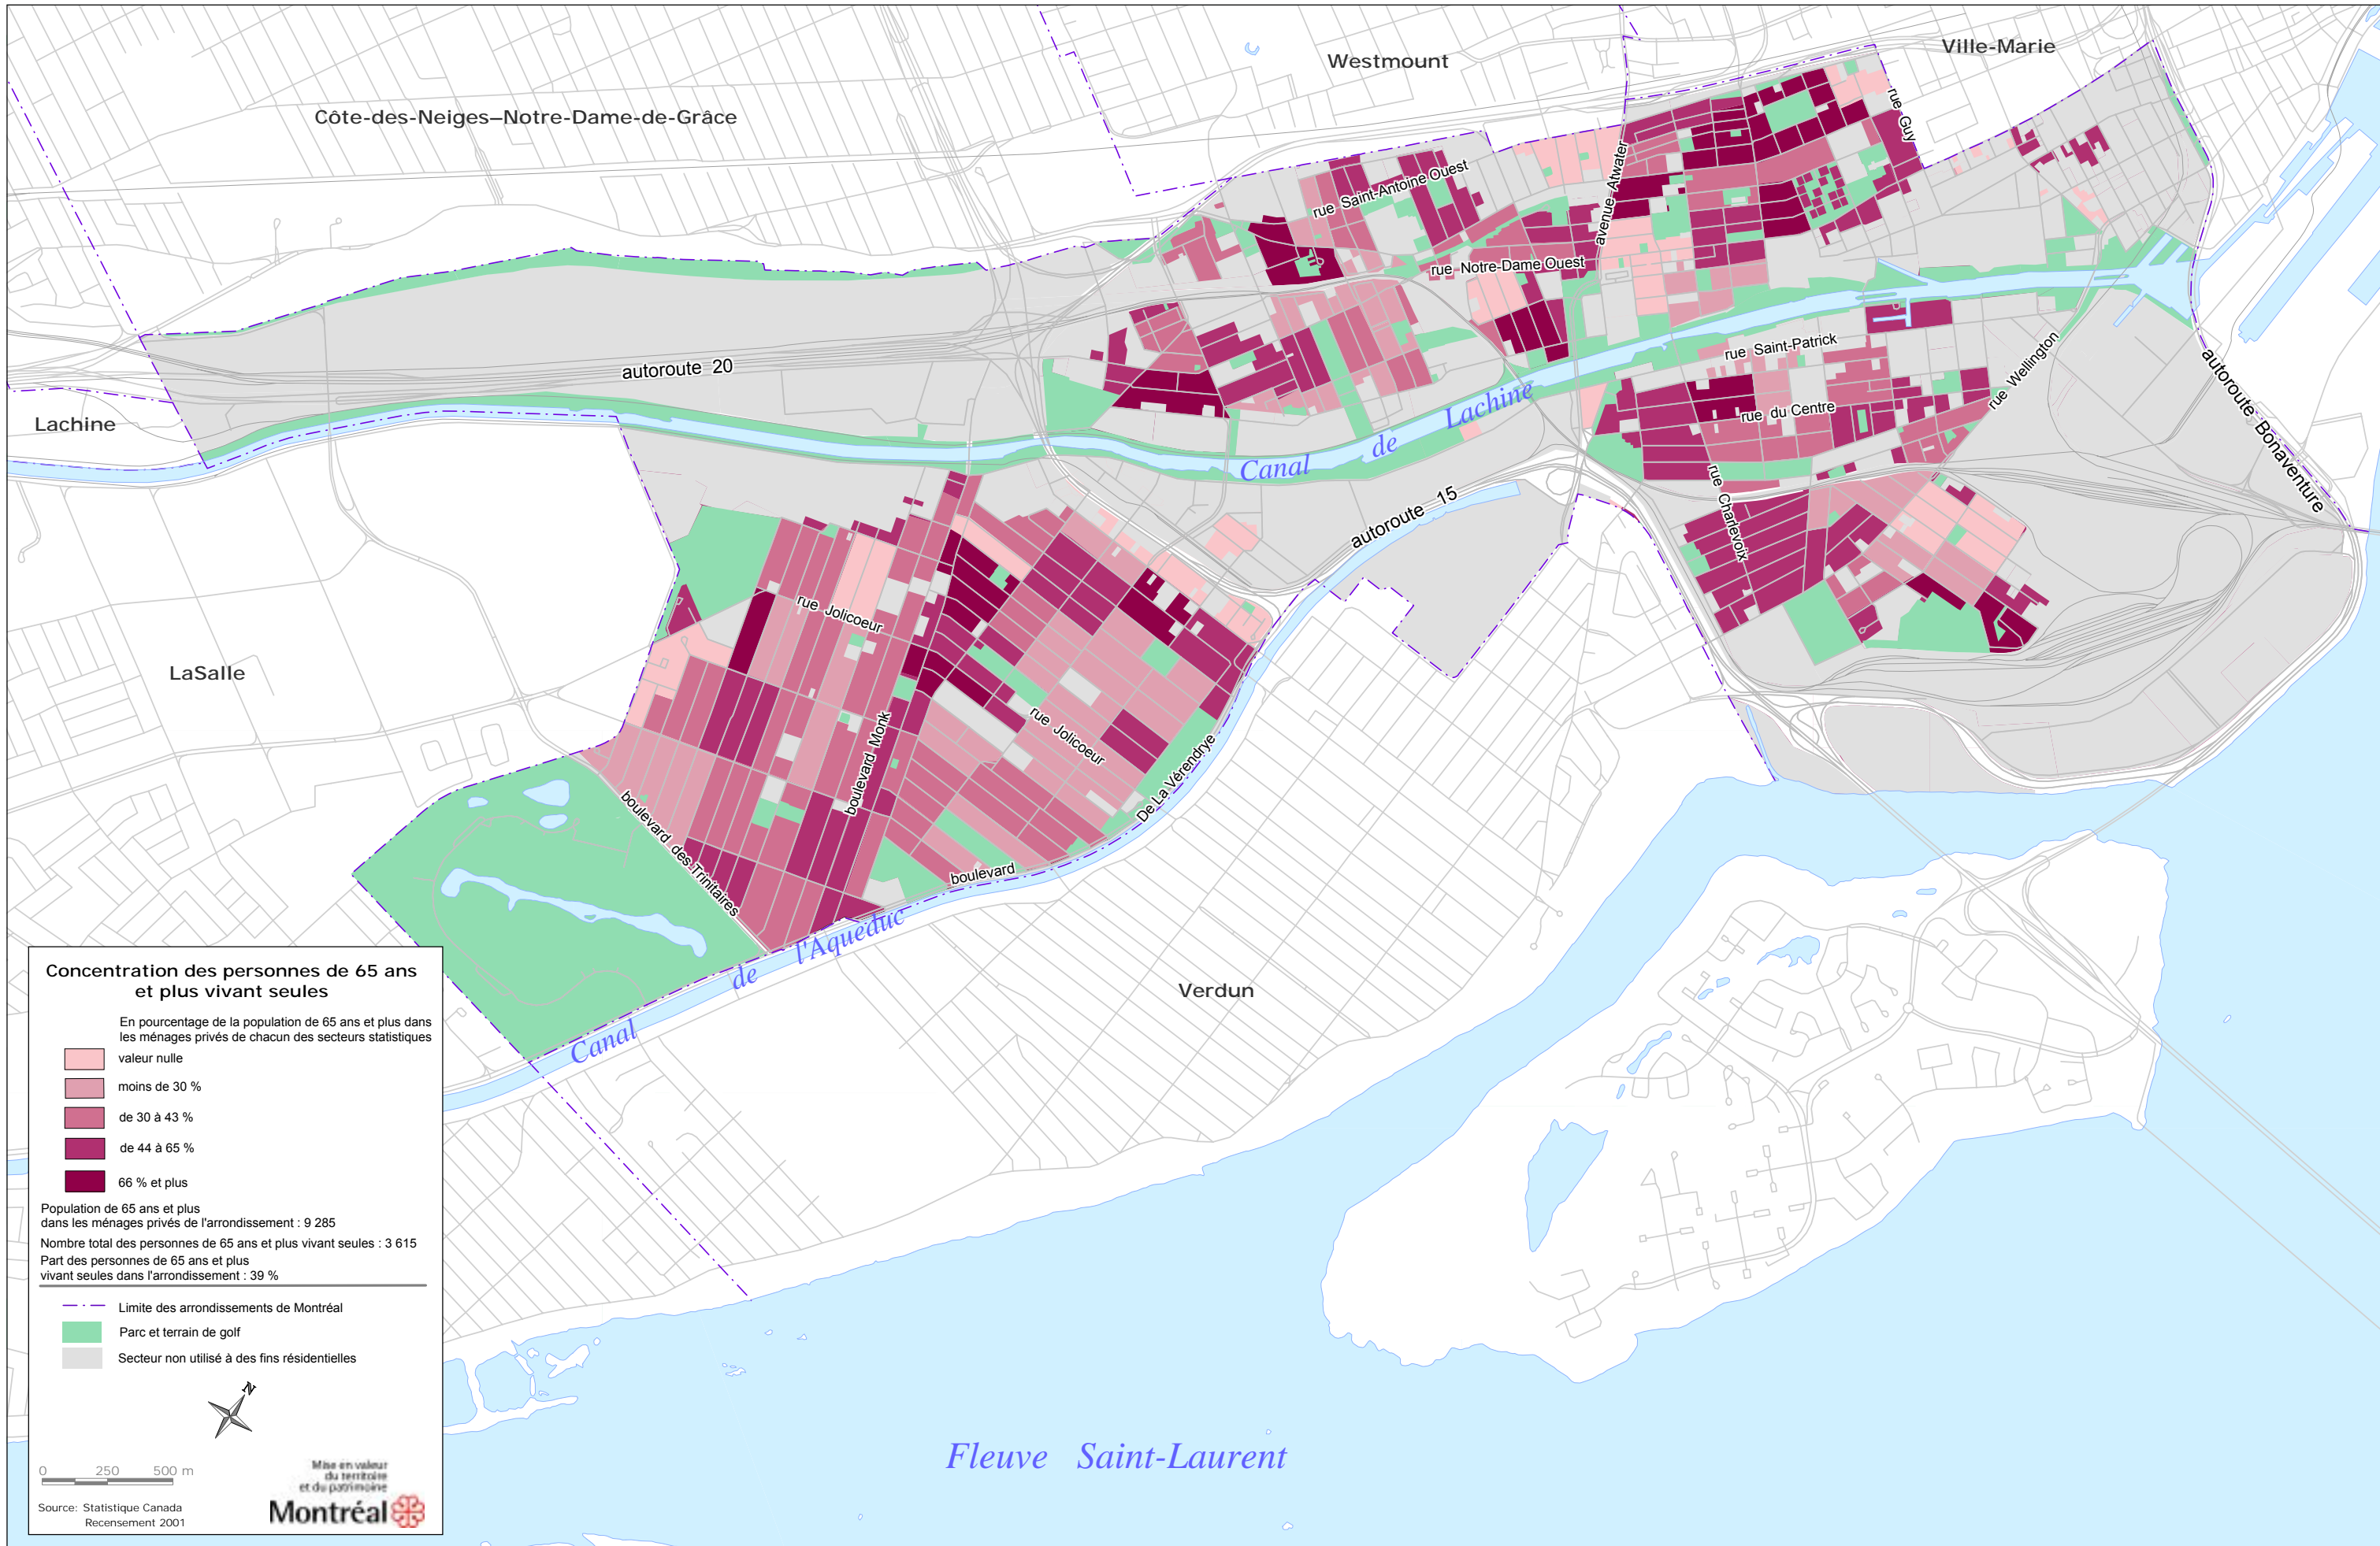 Westmount
Ville-Marie
Côte-des-Neiges–Notre-Dame-de-Grâce
rue Guy
rue Saint-Antoine Ouest
avenue Atwater
rue Notre-Dame Ouest
autoroute 20
rue Saint-Patrick
rue Wellington
autoroute Bonaventure
Lachine
Canal de Lachine
rue du Centre
rue Charlevoix
autoroute 15
rue Jolicoeur
LaSalle
rue Jolicoeur
boulevard Monk
boulevard De La Vérendrye
boulevard des Trinitaires
Canal de l'Aqueduc
Verdun
Fleuve Saint-Laurent
Concentration des personnes de 65 ans
et plus vivant seules
En pourcentage de la population de 65 ans et plus dans
les ménages privés de chacun des secteurs statistiques
valeur nulle
moins de 30 %
de 30 à 43 %
de 44 à 65 %
66 % et plus
Population de 65 ans et plus
dans les ménages privés de l'arrondissement : 9 285
Nombre total des personnes de 65 ans et plus vivant seules : 3 615
Part des personnes de 65 ans et plus
vivant seules dans l'arrondissement : 39 %
Limite des arrondissements de Montréal
Parc et terrain de golf
Secteur non utilisé à des fins résidentielles
N
0 250 500 m
Source: Statistique Canada
Recensement 2001
Mise en valeur
du territoire
et du patrimoine
Montréal